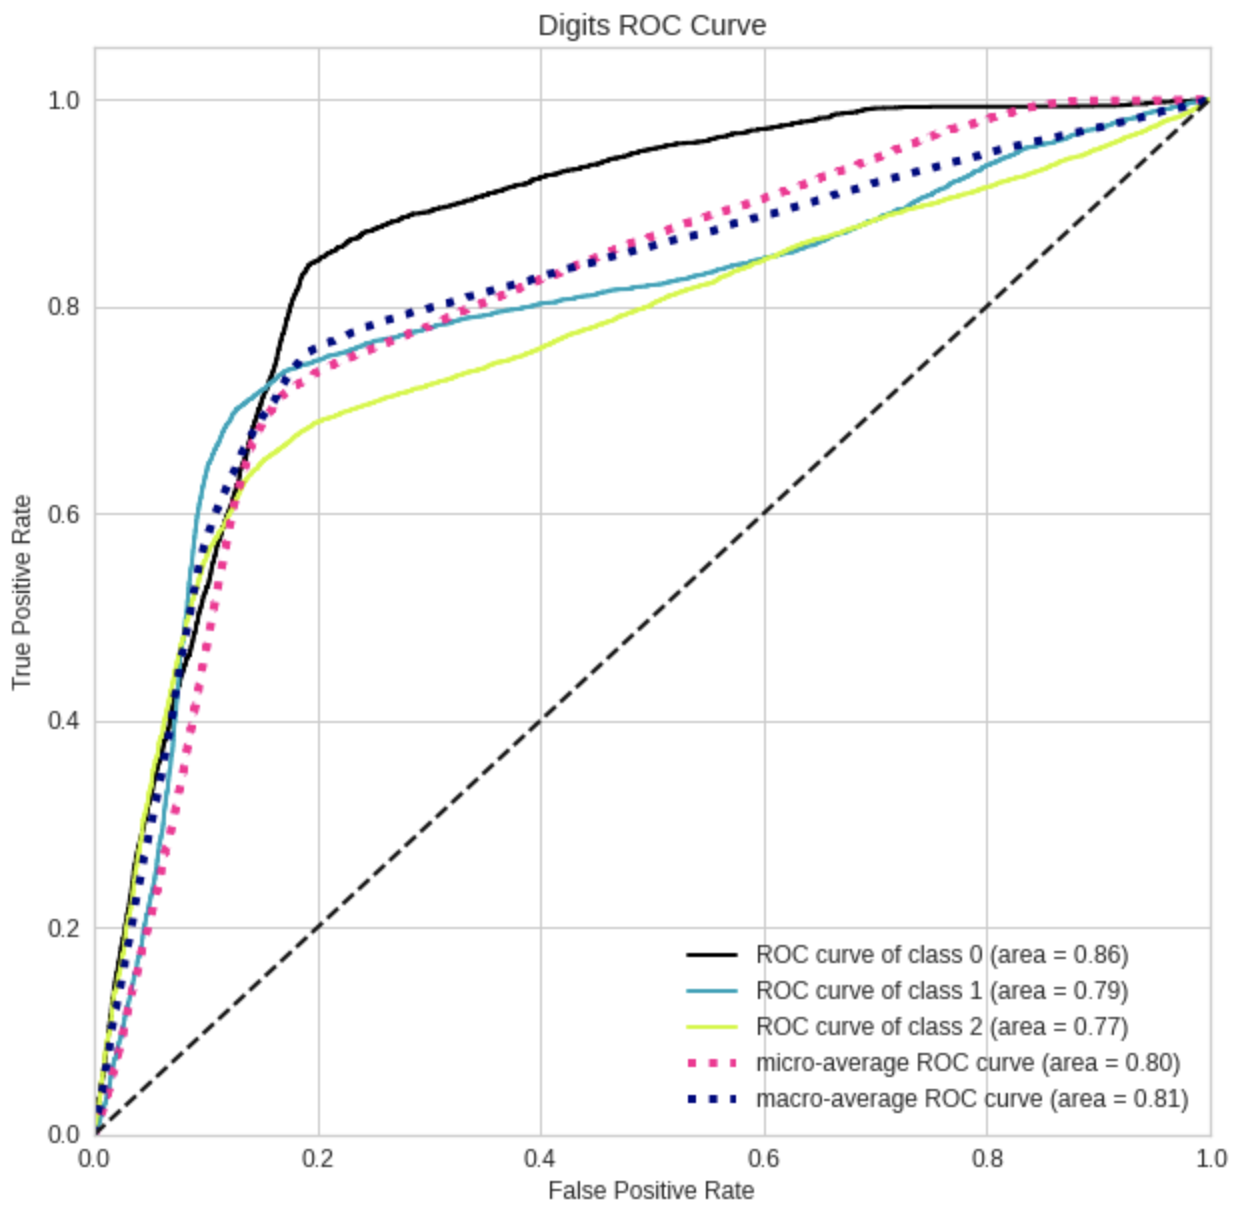 Digits ROC Curve
1.0
0.8
0.6
0.4
0.2
0.0
True Positive Rate
ROC curve of class 0 (area = 0.86)
ROC curve of class 1 (area = 0.79)
ROC curve of class 2 (area = 0.77)
micro-average ROC curve (area = 0.80)
macro-average ROC curve (area = 0.81)
0.0 0.2 0.4 0.6 0.8 1.0
False Positive Rate